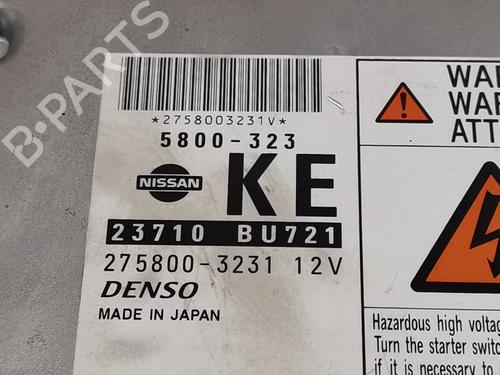 B-PARTS
*2758003231V*
5800-323
NISSAN
KE
23710 BU721
275800-3231 12V
DENSO
MADE IN JAPAN
WAR
WAR
ATT
Hazardous high voltag
Turn the starter switc
if it is necessary to